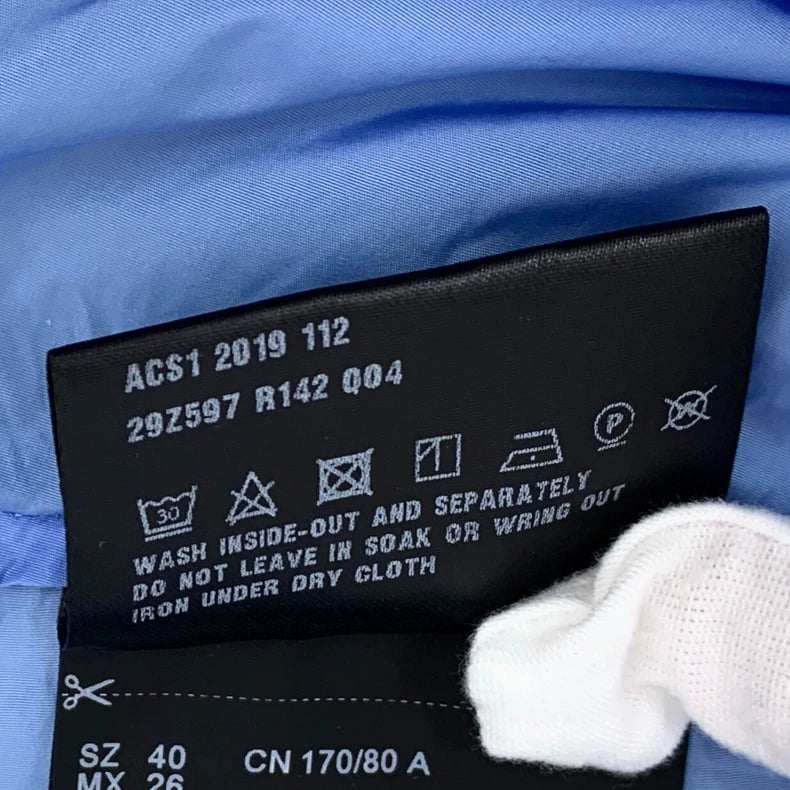 ACS1 2019 112
29Z597 R142 Q04
30 P W
WASH INSIDE-OUT AND SEPARATELY
DO NOT LEAVE IN SOAK OR WRING OUT
IRON UNDER DRY CLOTH
SZ 40 CN 170/80 A
MX 26